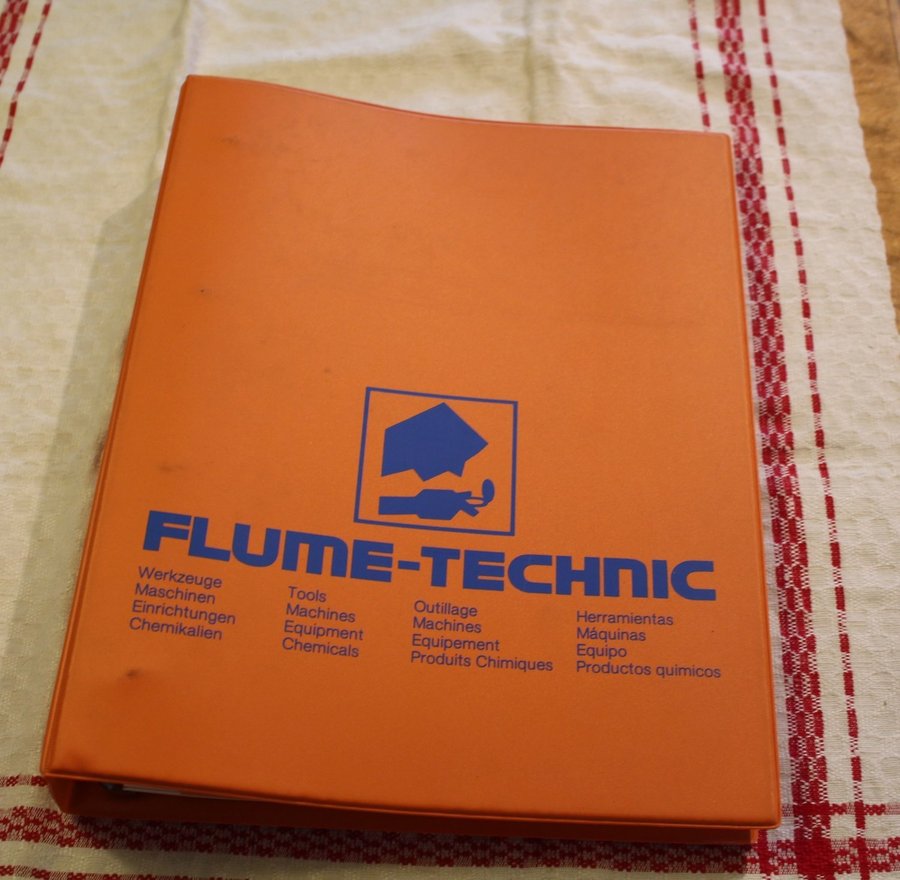 FLUME-TECHNIC
Werkzeuge
Maschinen
Einrichtungen
Chemikalien
Tools
Machines
Equipment
Chemicals
Outillage
Machines
Equipement
Produits Chimiques
Herramientas
Máquinas
Equipo
Productos quimicos